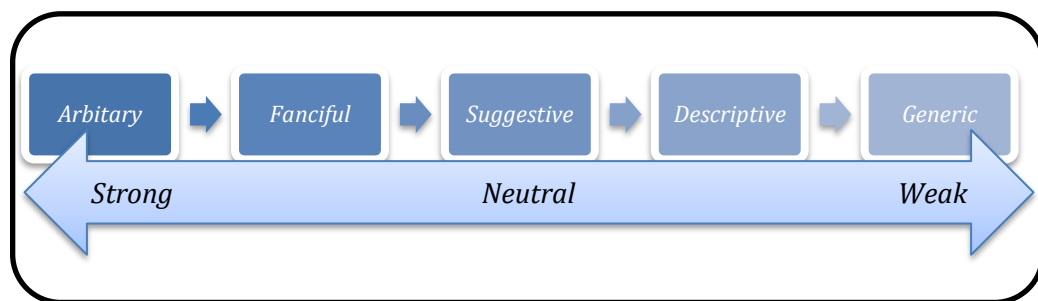 Arbitary Fanciful Suggestive Descriptive Generic
Strong Neutral Weak